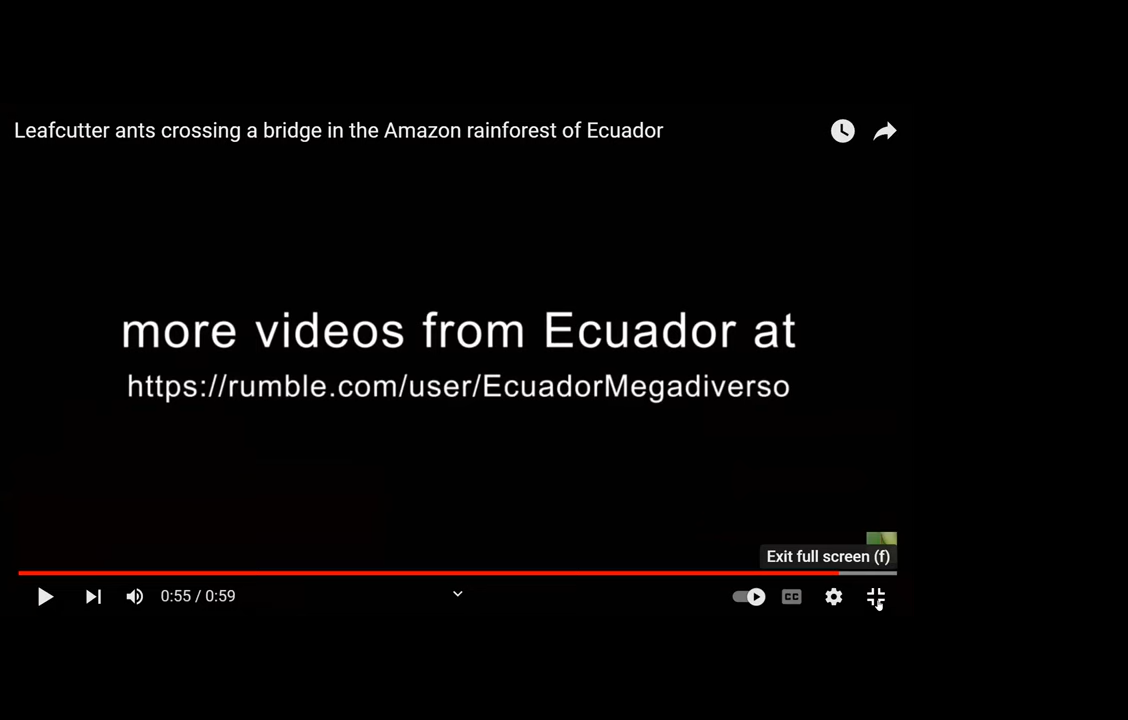 Leafcutter ants crossing a bridge in the Amazon rainforest of Ecuador
more videos from Ecuador at
https://rumble.com/user/EcuadorMegadiverso
Exit full screen (f)
0:55 / 0:59
CC